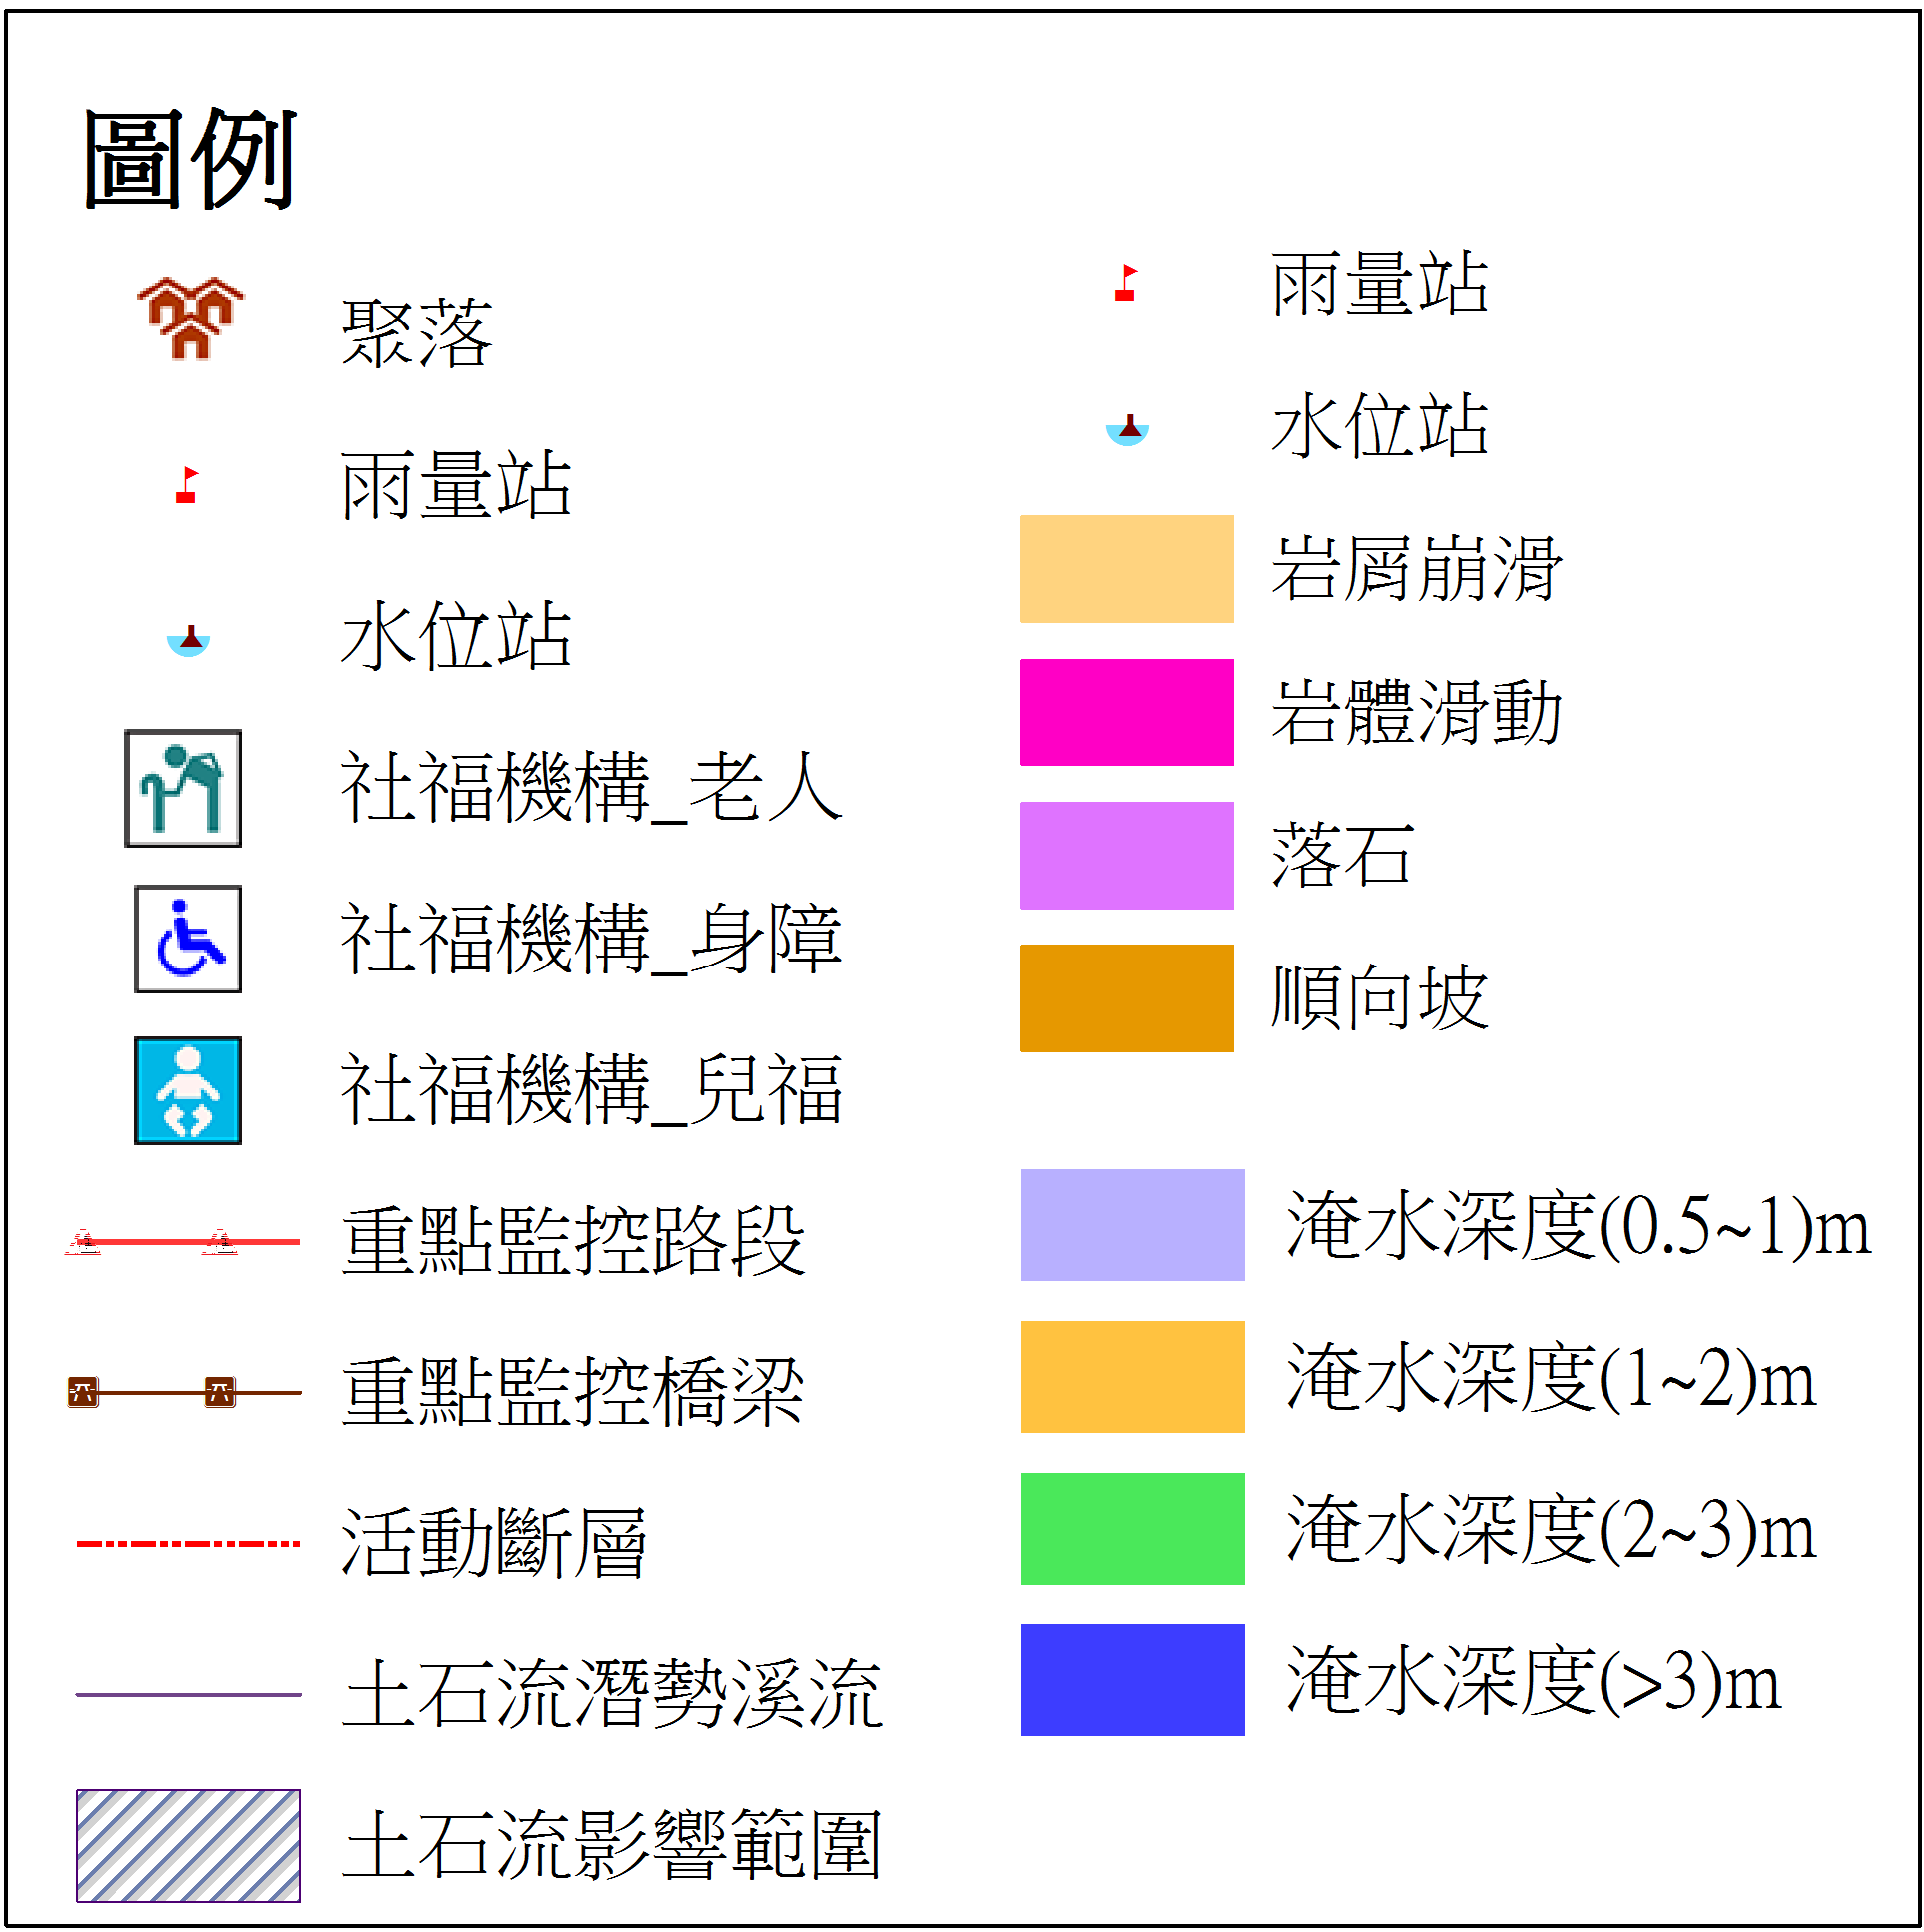 圖例
聚落
雨量站
水位站
社福機構_老人
社福機構_身障
社福機構_兒福
重點監控路段
重點監控橋梁
活動斷層
土石流潛勢溪流
土石流影響範圍
雨量站
水位站
岩屑崩滑
岩體滑動
落石
順向坡
淹水深度(0.5~1)m
淹水深度(1~2)m
淹水深度(2~3)m
淹水深度(>3)m